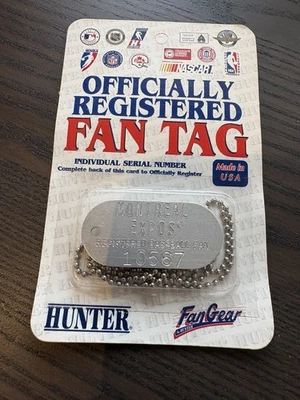 NASCAR
OFFICIALLY
REGISTERED
FAN TAG
INDIVIDUAL SERIAL NUMBER
Complete back of this card to Officially Register
Made in
USA
MONTREAL
EXPOS
REGISTERED BASEBALL FAN
10567
HUNTER
FanGear